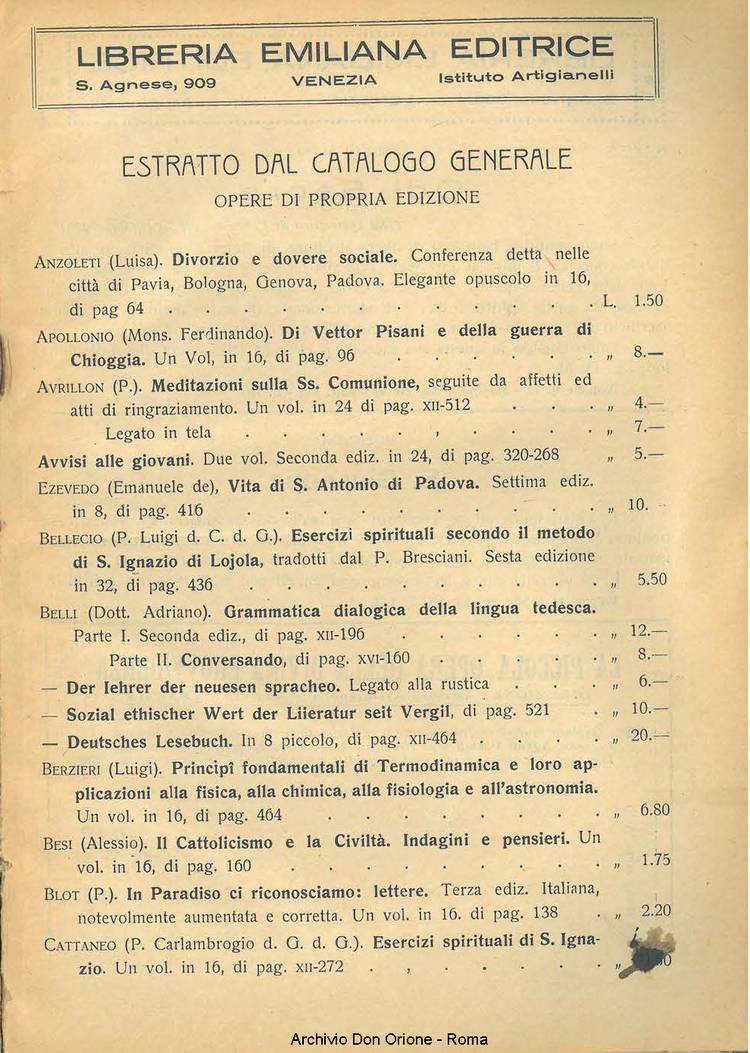 LIBRERIA EMILIANA EDITRICE
S. Agnese, 909 VENEZIA Istituto Artigianelli
ESTRATTO DAL CATALOGO GENERALE
OPERE DI PROPRIA EDIZIONE
ANZOLETI (Luisa). Divorzio e dovere sociale. Conferenza detta nelle
città di Pavia, Bologna, Genova, Padova. Elegante opuscolo in 16,
di pag 64 . . . . . . . . . . . . L. 1.50
APOLLONIO (Mons. Ferdinando). Di Vettor Pisani e della guerra di
Chioggia. Un Vol, in 16, di pag. 96 . . . . . . „ 8.—
AVRILLON (P.). Meditazioni sulla Ss. Comunione, seguite da affetti ed
atti di ringraziamento. Un vol. in 24 di pag. XII-512 . . . „ 4.—
Legato in tela . . . . . , . . . . „ 7.—
Avvisi alle giovani. Due vol. Seconda ediz. in 24, di pag. 320-268 „ 5.—
EZEVEDO (Emanuele de), Vita di S. Antonio di Padova. Settima ediz.
in 8, di pag. 416 . . . . . . . . . . „ 10.
BELLECIO (P. Luigi d. C. d. G.). Esercizi spirituali secondo il metodo
di S. Ignazio di Lojola, tradotti dal P. Bresciani. Sesta edizione
in 32, di pag. 436 . . . . . . . . . . „ 5.50
BELLI (Dott. Adriano). Grammatica dialogica della lingua tedesca.
Parte I. Seconda ediz., di pag. XII-196 . . . . . . „ 12.—
Parte II. Conversando, di pag. XVI-160 . . . . . „ 8.—
— Der lehrer der neuesen spracheo. Legato alla rustica . . . „ 6.—
— Sozial ethischer Wert der Liieratur seit Vergil, di pag. 521 . „ 10.—
— Deutsches Lesebuch. In 8 piccolo, di pag. XII-464 . . . . „ 20.—
BERZIERI (Luigi). Principî fondamentali di Termodinamica e loro ap-
plicazioni alla fisica, alla chimica, alla fisiologia e all'astronomia.
Un vol. in 16, di pag. 464 . . . . . . . . „ 6.80
BESI (Alessio). Il Cattolicismo e la Civiltà. Indagini e pensieri. Un
vol. in 16, di pag. 160 . . . . . . . . . „ 1.75
BLOT (P.). In Paradiso ci riconosciamo: lettere. Terza ediz. Italiana,
notevolmente aumentata e corretta. Un vol. in 16. di pag. 138 . „ 2.20
CATTANEO (P. Carlambrogio d. G. d. G.). Esercizi spirituali di S. Igna-
zio. Un vol. in 16, di pag. XII-272 . , . . . . . „
Archivio Don Orione - Roma